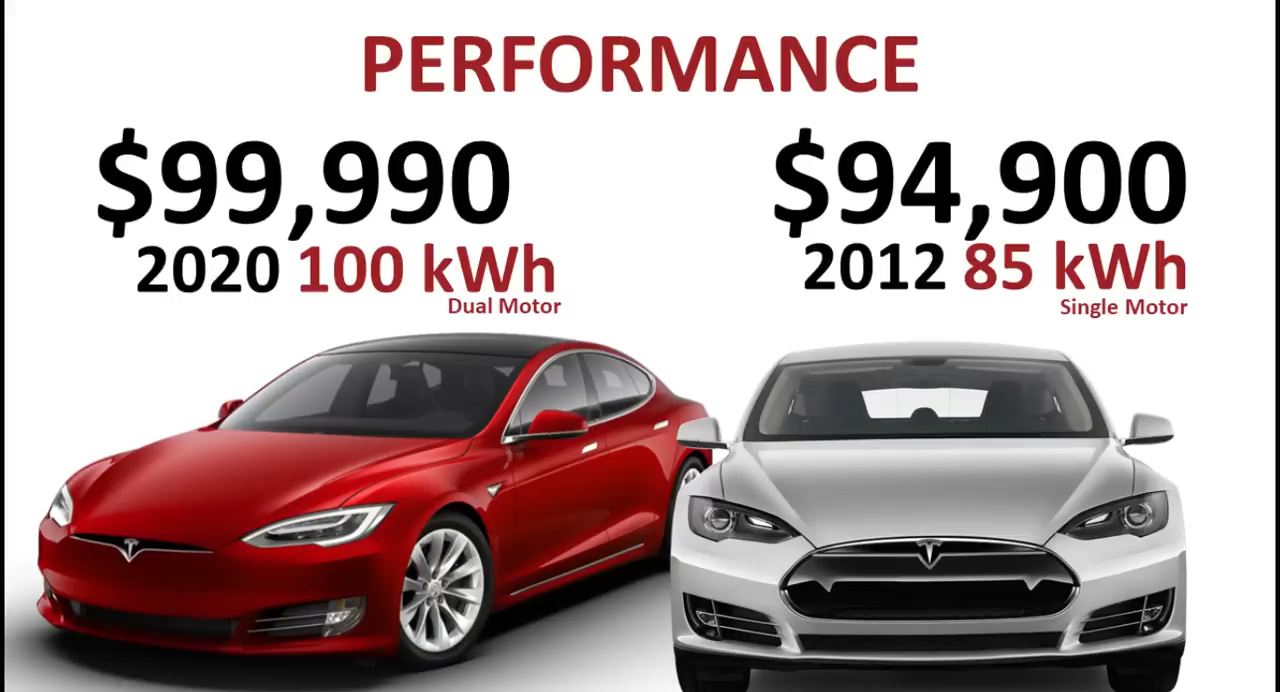 PERFORMANCE
$99,990
2020 100 kWh
Dual Motor
$94,900
2012 85 kWh
Single Motor